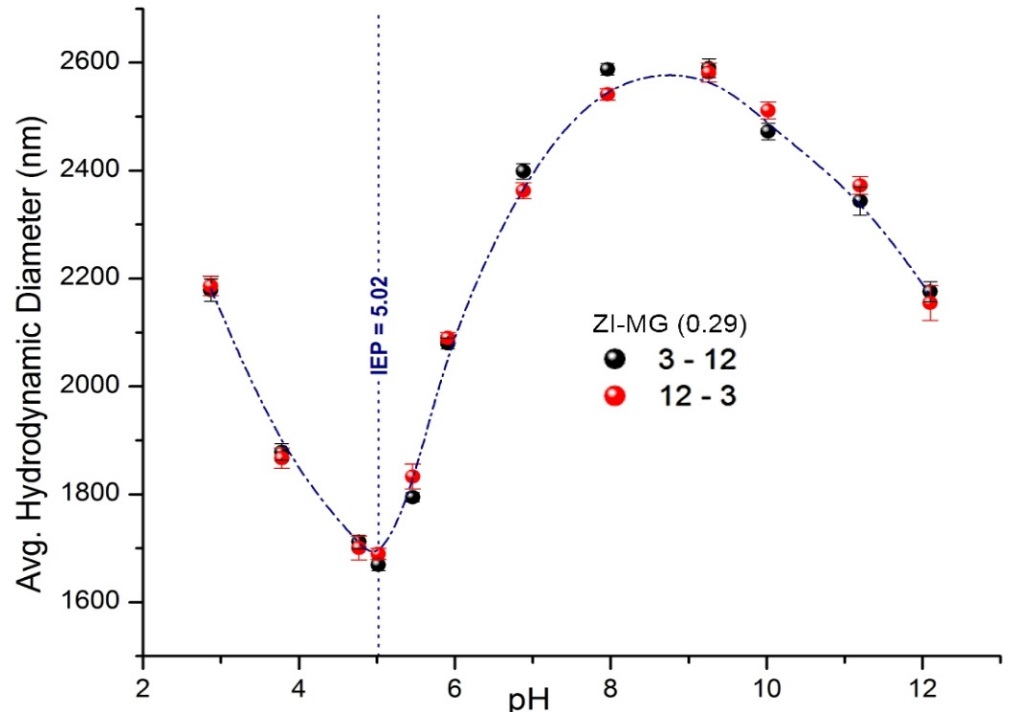 Avg. Hydrodynamic Diameter (nm)
2600
2400
2200
2000
1800
1600
IEP = 5.02
ZI-MG (0.29)
3 - 12
12 - 3
2
4
6
8
10
12
pH